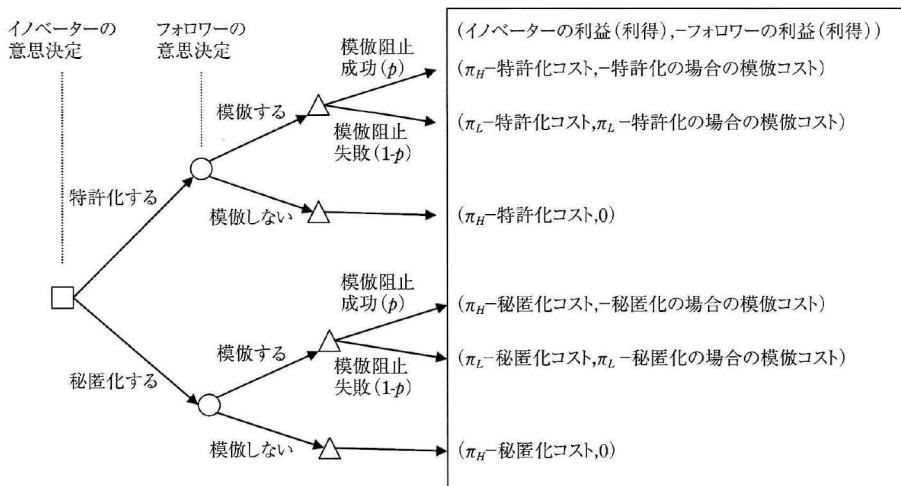 イノベーターの
意思決定
フォロワーの
意思決定
(イノベーターの利益(利得),−フォロワーの利益(利得))
模倣阻止
成功(p)
(π_H−特許化コスト,−特許化の場合の模倣コスト)
模倣する
模倣阻止
失敗(1-p)
(π_L−特許化コスト,π_L−特許化の場合の模倣コスト)
特許化する
模倣しない
(π_H−特許化コスト,0)
模倣阻止
成功(p)
(π_H−秘匿化コスト,−秘匿化の場合の模倣コスト)
模倣する
模倣阻止
失敗(1-p)
(π_L−秘匿化コスト,π_L−秘匿化の場合の模倣コスト)
秘匿化する
模倣しない
(π_H−秘匿化コスト,0)